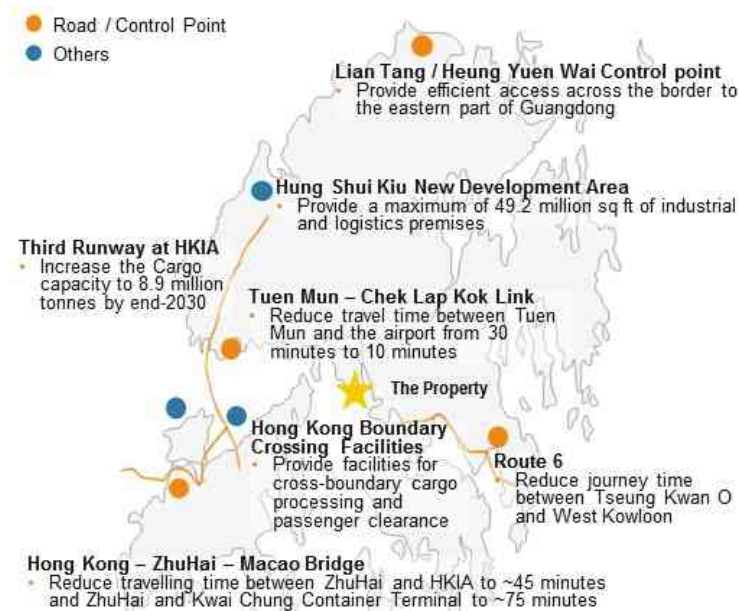 Road / Control Point
Others
Lian Tang / Heung Yuen Wai Control point
• Provide efficient access across the border to
the eastern part of Guangdong
Hung Shui Kiu New Development Area
• Provide a maximum of 49.2 million sq ft of industrial
and logistics premises
Third Runway at HKIA
• Increase the Cargo
capacity to 8.9 million
tonnes by end-2030
Tuen Mun – Chek Lap Kok Link
• Reduce travel time between Tuen
Mun and the airport from 30
minutes to 10 minutes
The Property
Hong Kong Boundary
Crossing Facilities
• Provide facilities for
cross-boundary cargo
processing and
passenger clearance
Route 6
• Reduce journey time
between Tseung Kwan O
and West Kowloon
Hong Kong – ZhuHai – Macao Bridge
• Reduce travelling time between ZhuHai and HKIA to ~45 minutes
and ZhuHai and Kwai Chung Container Terminal to ~75 minutes